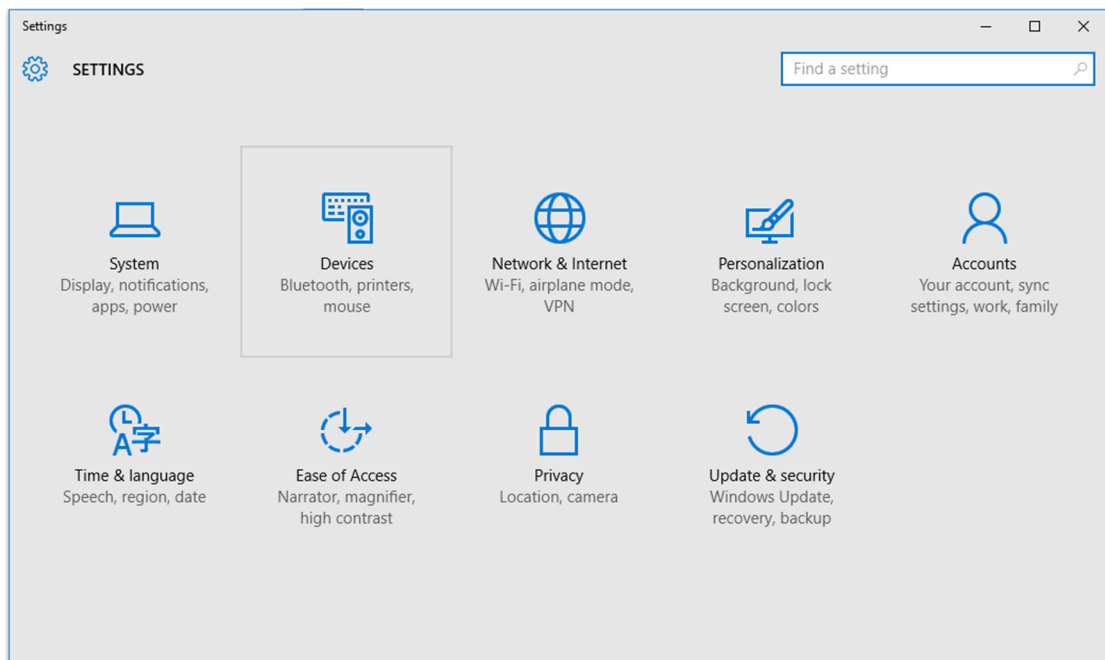 Settings
SETTINGS
Find a setting
System
Display, notifications,
apps, power
Devices
Bluetooth, printers,
mouse
Network & Internet
Wi-Fi, airplane mode,
VPN
Personalization
Background, lock
screen, colors
Accounts
Your account, sync
settings, work, family
Time & language
Speech, region, date
Ease of Access
Narrator, magnifier,
high contrast
Privacy
Location, camera
Update & security
Windows Update,
recovery, backup